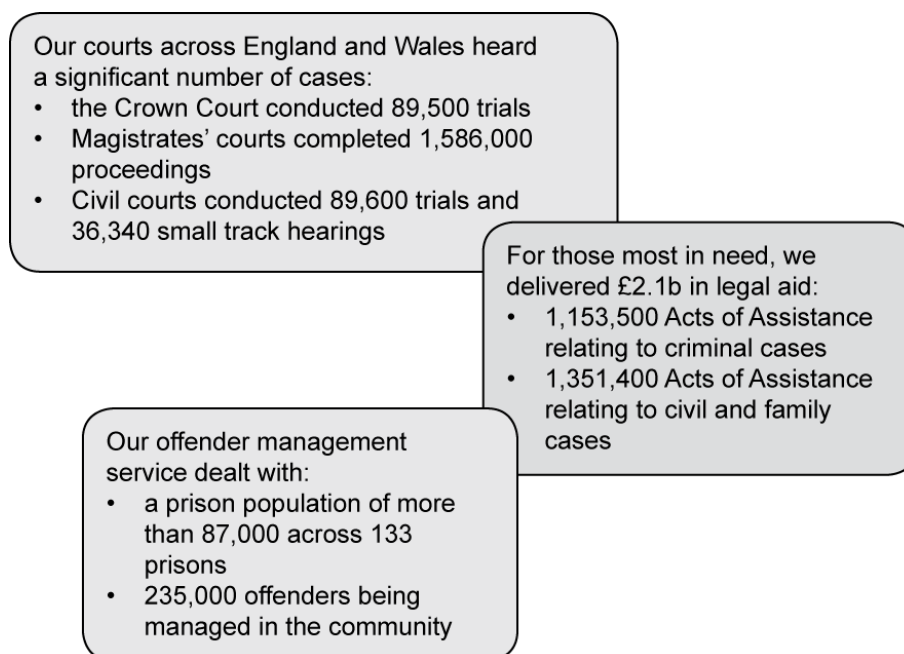 Our courts across England and Wales heard
a significant number of cases:
• the Crown Court conducted 89,500 trials
• Magistrates’ courts completed 1,586,000
proceedings
• Civil courts conducted 89,600 trials and
36,340 small track hearings
For those most in need, we
delivered £2.1b in legal aid:
• 1,153,500 Acts of Assistance
relating to criminal cases
• 1,351,400 Acts of Assistance
relating to civil and family
cases
Our offender management
service dealt with:
• a prison population of more
than 87,000 across 133
prisons
• 235,000 offenders being
managed in the community